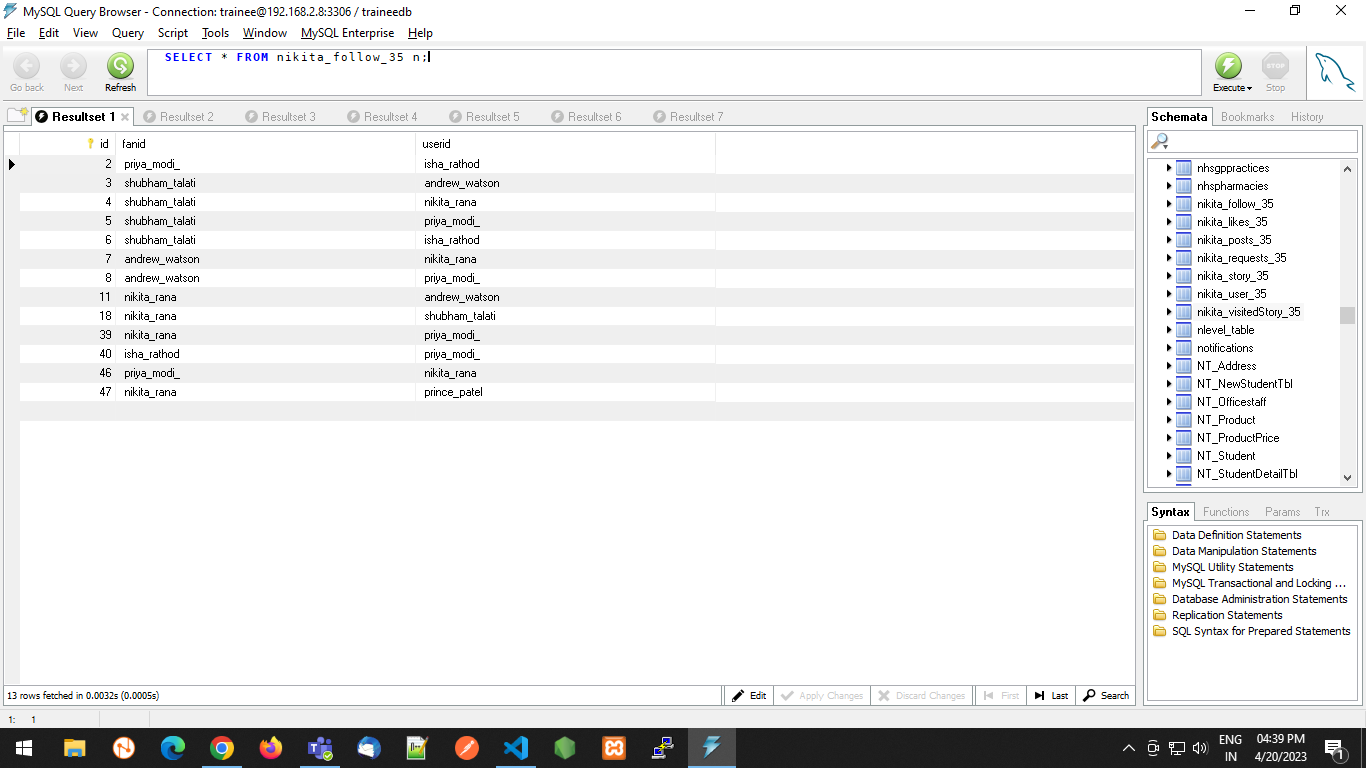 MySQL Query Browser - Connection: trainee@192.168.2.8:3306 / traineedb
File Edit View Query Script Tools Window MySQL Enterprise Help
Go back Next Refresh
SELECT * FROM nikita_follow_35 n;
Execute Stop
Resultset 1 Resultset 2 Resultset 3 Resultset 4 Resultset 5 Resultset 6 Resultset 7
id fanid userid
2 priya_modi_ isha_rathod
3 shubham_talati andrew_watson
4 shubham_talati nikita_rana
5 shubham_talati priya_modi_
6 shubham_talati isha_rathod
7 andrew_watson nikita_rana
8 andrew_watson priya_modi_
11 nikita_rana andrew_watson
18 nikita_rana shubham_talati
39 nikita_rana priya_modi_
40 isha_rathod priya_modi_
46 priya_modi_ nikita_rana
47 nikita_rana prince_patel
Schemata Bookmarks History
nhsgppractices
nhspharmacies
nikita_follow_35
nikita_likes_35
nikita_posts_35
nikita_requests_35
nikita_story_35
nikita_user_35
nikita_visitedStory_35
nlevel_table
notifications
NT_Address
NT_NewStudentTbl
NT_Officestaff
NT_Product
NT_ProductPrice
NT_Student
NT_StudentDetailTbl
Syntax Functions Params Trx
Data Definition Statements
Data Manipulation Statements
MySQL Utility Statements
MySQL Transactional and Locking ...
Database Administration Statements
Replication Statements
SQL Syntax for Prepared Statements
13 rows fetched in 0.0032s (0.0005s)
Edit Apply Changes Discard Changes First Last Search
1: 1
ENG
IN
04:39 PM
4/20/2023
1